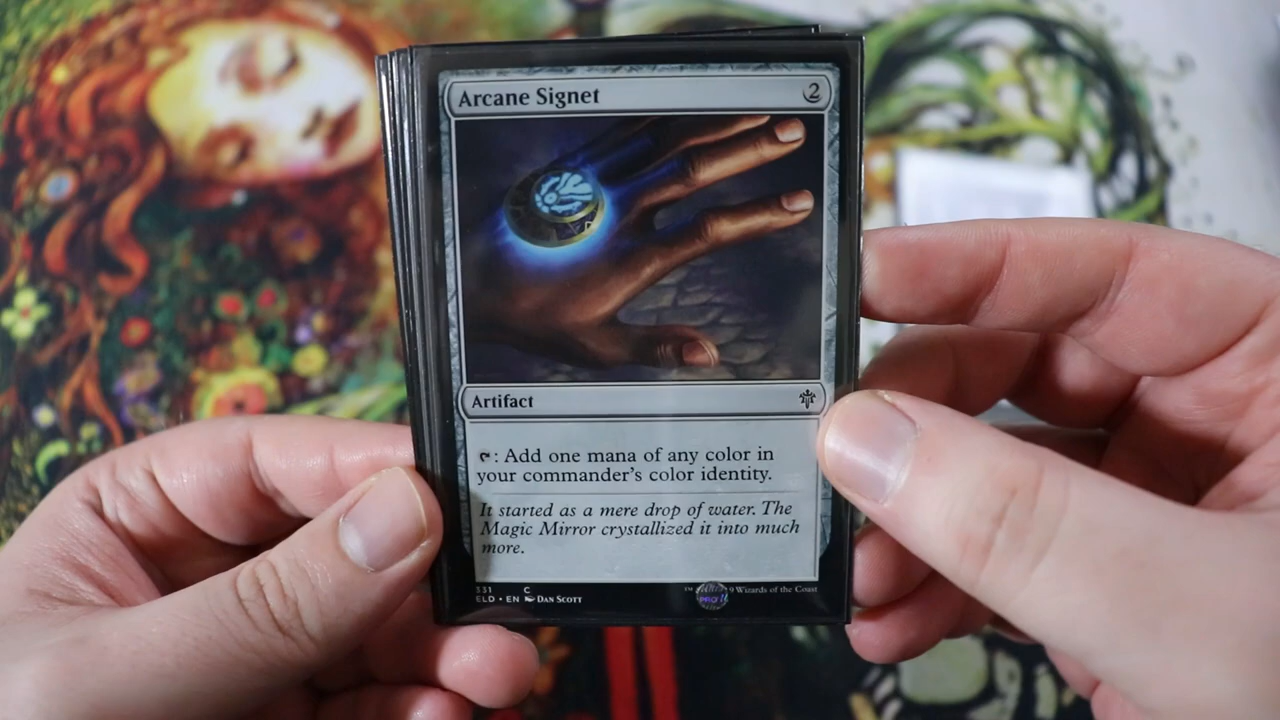 Arcane Signet 2
Artifact
: Add one mana of any color in
your commander's color identity.
It started as a mere drop of water. The
Magic Mirror crystallized it into much
more.
331 C
ELD • EN Dan Scott
™ 9 Wizards of the Coast
PRO